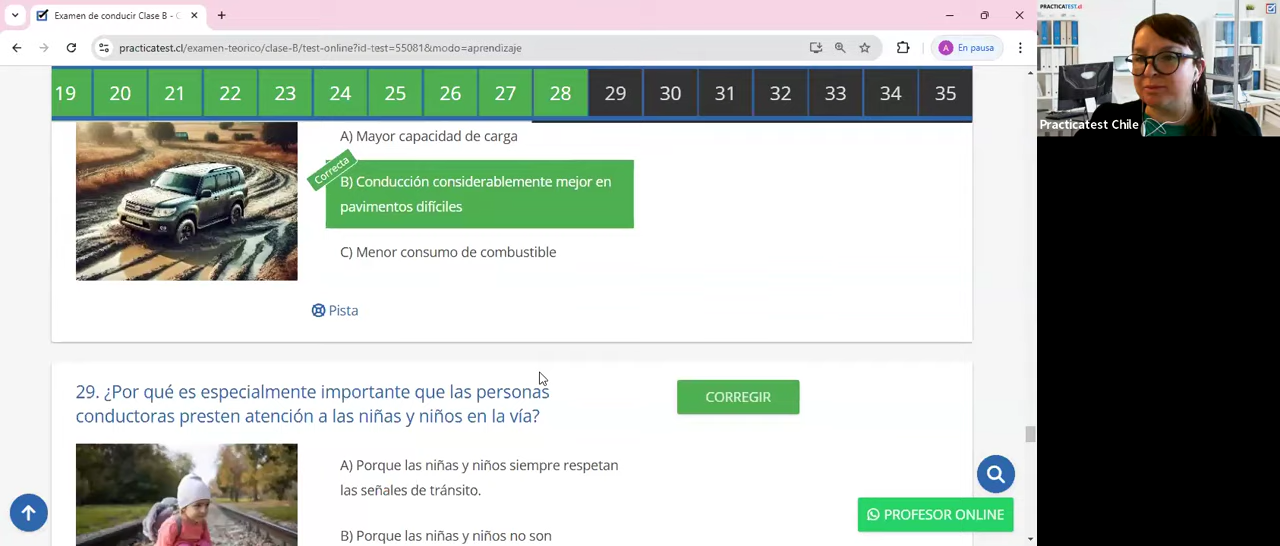 Examen de conducir Clase B - C
practicatest.cl/examen-teorico/clase-B/test-online?id-test=55081&modo=aprendizaje
A
En pausa
19 20 21 22 23 24 25 26 27 28 29 30 31 32 33 34 35
A) Mayor capacidad de carga
Correcta
B) Conducción considerablemente mejor en
pavimentos difíciles
C) Menor consumo de combustible
Pista
29. ¿Por qué es especialmente importante que las personas
conductoras presten atención a las niñas y niños en la vía?
CORREGIR
A) Porque las niñas y niños siempre respetan
las señales de tránsito.
B) Porque las niñas y niños no son
PROFESOR ONLINE
PRACTICATEST.cl
Practicatest Chile